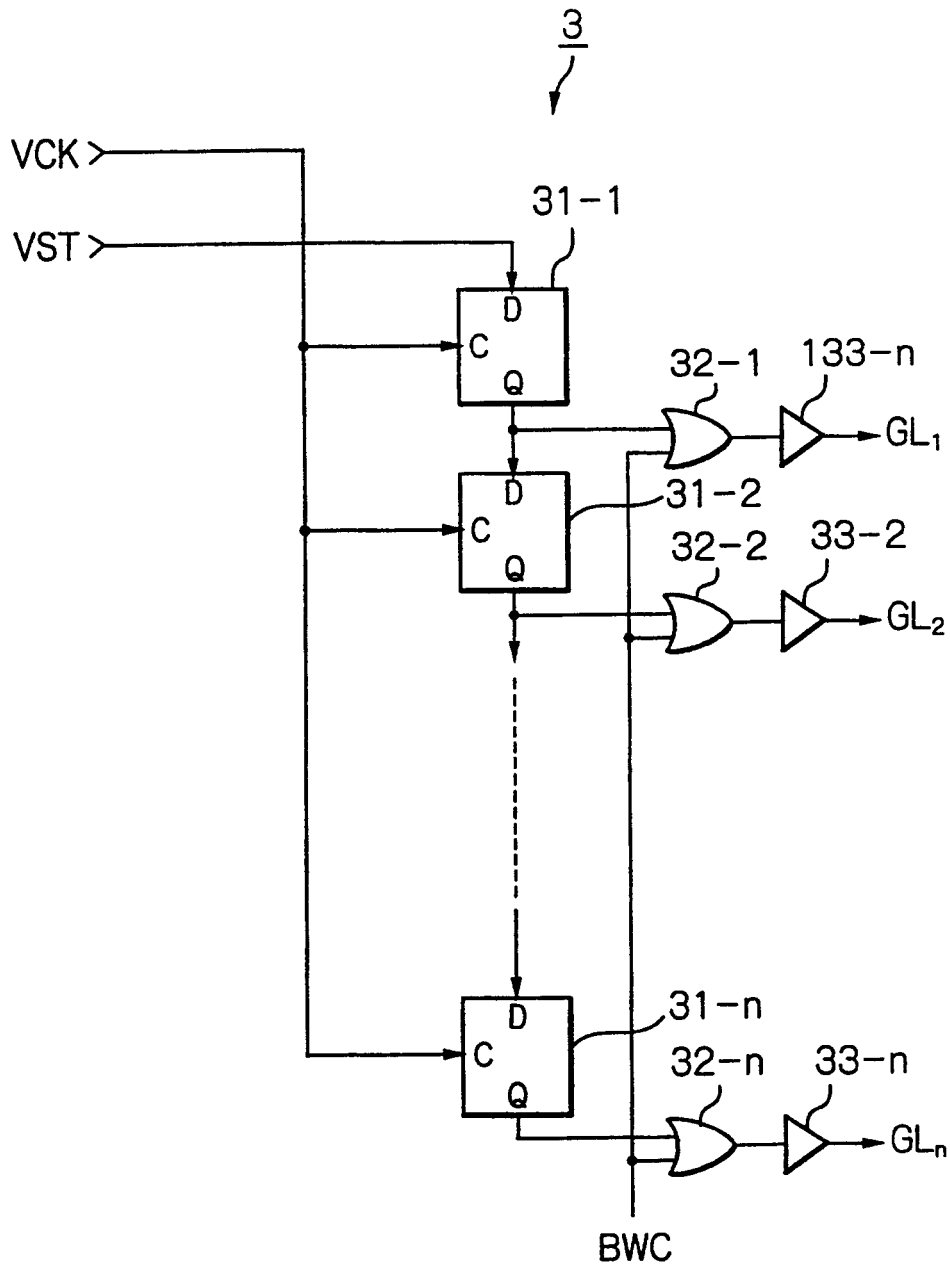 3
VCK
31-1
VST
D
C
Q
32-1
133-n
GL1
D
31-2
C
Q
32-2
33-2
GL2
D
31-n
C
Q
32-n
33-n
GLn
BWC